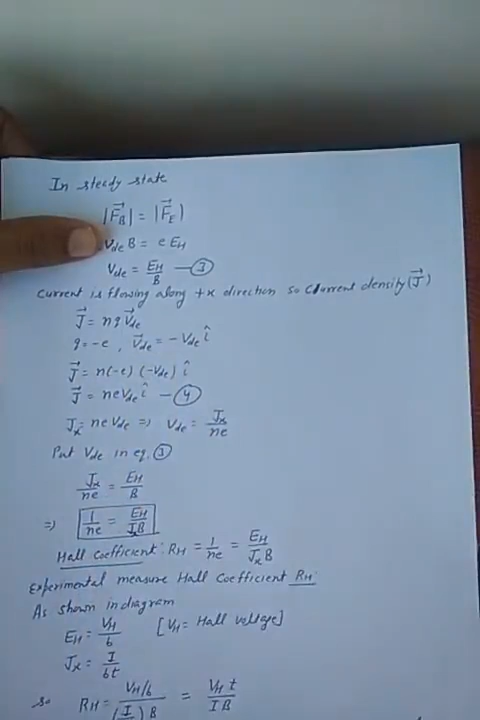 In steady state
|F⃗B| = |F⃗E|
Vde B = e EH
Vde = EH/B —③
Current is flowing along +x direction so Current density (J⃗)
J⃗ = n q V⃗de
q = -e , V⃗de = - Vde î
J⃗ = n(-e) (-Vde) î
J⃗ = neVde î —④
Jx = neVde => Vde = Jx/ne
Put Vde in eq. ③
Jx/ne = EH/B
=> 1/ne = EH/JxB
Hall Coefficient: RH = 1/ne = EH/JxB
Experimental measure Hall Coefficient RH:
As shown in diagram
EH = VH/b [VH = Hall voltage]
Jx = I/bt
so RH = VH/b / (I/bt) B = VH t/IB